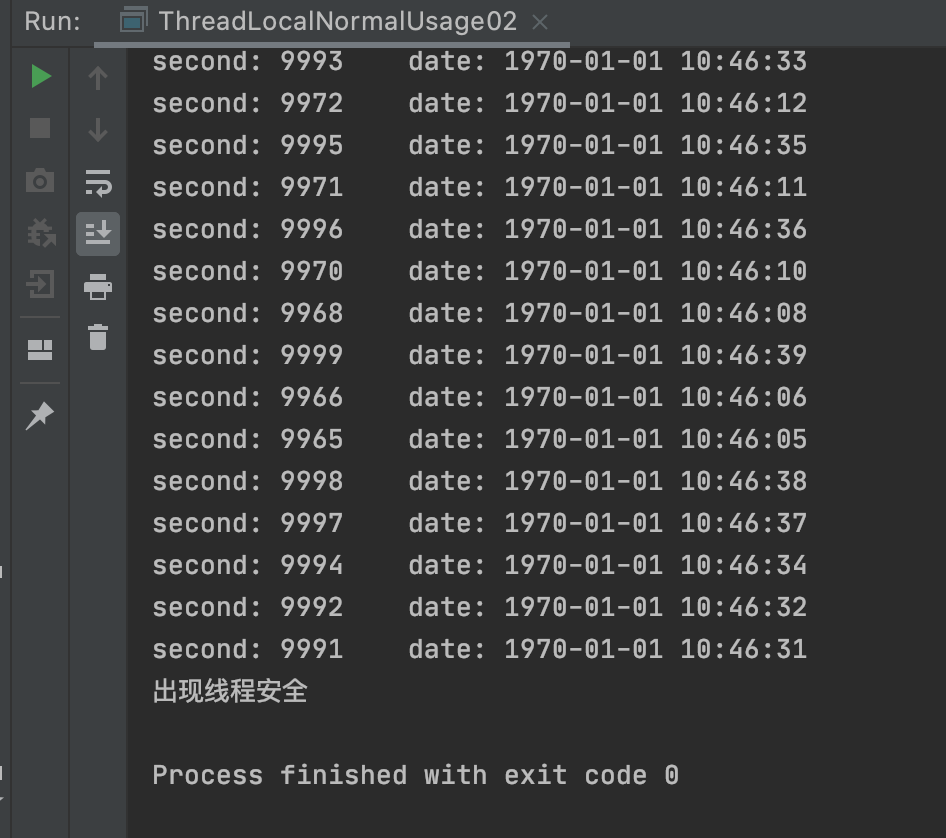 Run: ThreadLocalNormalUsage02
second: 9993 date: 1970-01-01 10:46:33
second: 9972 date: 1970-01-01 10:46:12
second: 9995 date: 1970-01-01 10:46:35
second: 9971 date: 1970-01-01 10:46:11
second: 9996 date: 1970-01-01 10:46:36
second: 9970 date: 1970-01-01 10:46:10
second: 9968 date: 1970-01-01 10:46:08
second: 9999 date: 1970-01-01 10:46:39
second: 9966 date: 1970-01-01 10:46:06
second: 9965 date: 1970-01-01 10:46:05
second: 9998 date: 1970-01-01 10:46:38
second: 9997 date: 1970-01-01 10:46:37
second: 9994 date: 1970-01-01 10:46:34
second: 9992 date: 1970-01-01 10:46:32
second: 9991 date: 1970-01-01 10:46:31
出现线程安全
Process finished with exit code 0